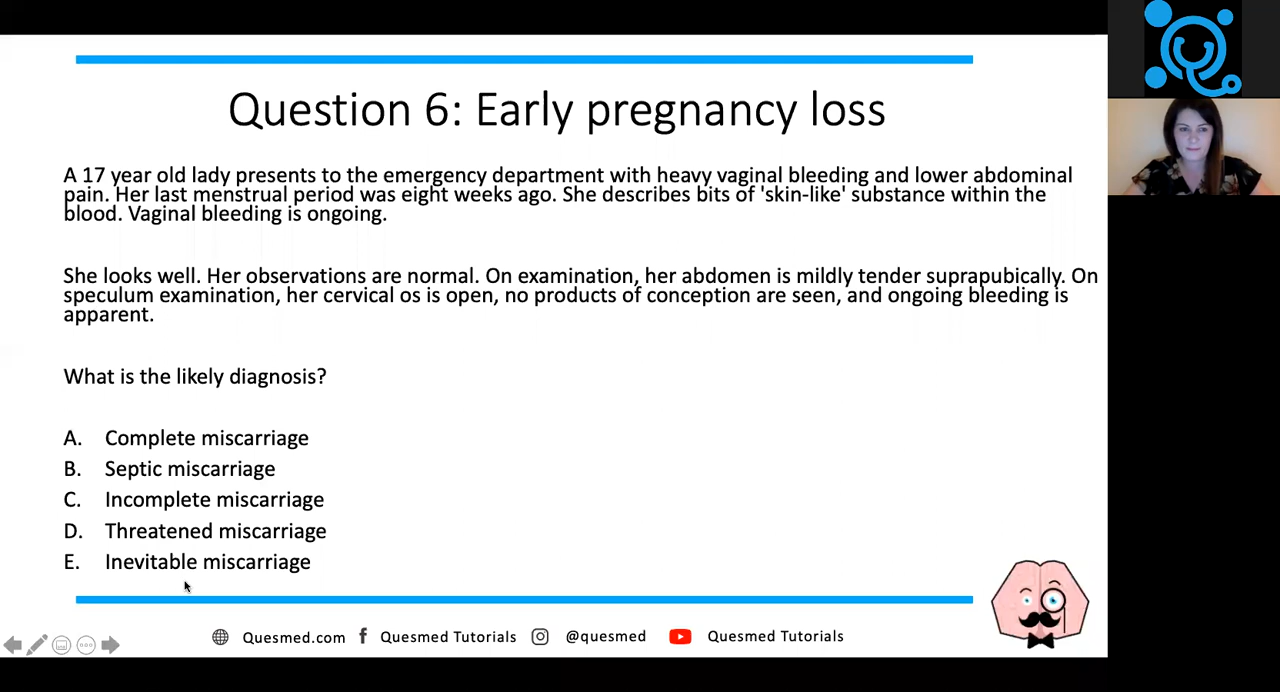 Question 6: Early pregnancy loss
A 17 year old lady presents to the emergency department with heavy vaginal bleeding and lower abdominal
pain. Her last menstrual period was eight weeks ago. She describes bits of 'skin-like' substance within the
blood. Vaginal bleeding is ongoing.
She looks well. Her observations are normal. On examination, her abdomen is mildly tender suprapubically. On
speculum examination, her cervical os is open, no products of conception are seen, and ongoing bleeding is
apparent.
What is the likely diagnosis?
A. Complete miscarriage
B. Septic miscarriage
C. Incomplete miscarriage
D. Threatened miscarriage
E. Inevitable miscarriage
Quesmed.com f Quesmed Tutorials @quesmed Quesmed Tutorials